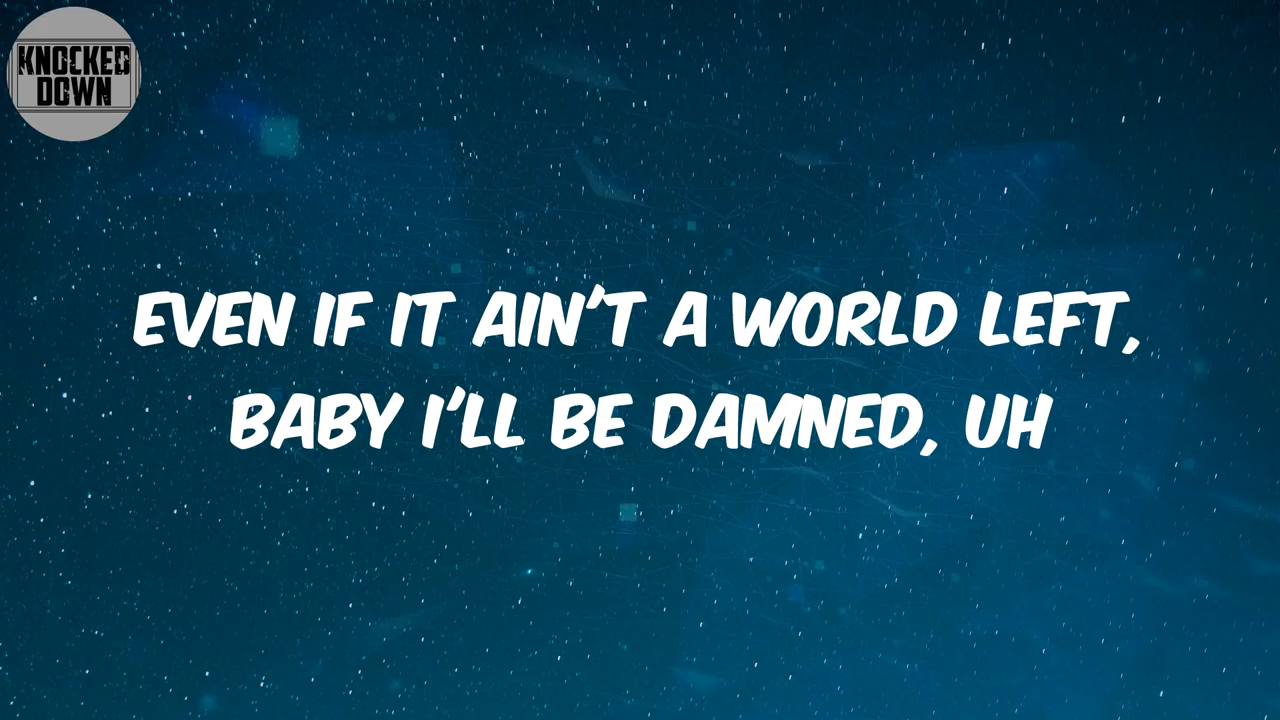 KNOCKED
DOWN
EVEN IF IT AIN'T A WORLD LEFT,
BABY I'LL BE DAMNED, UH